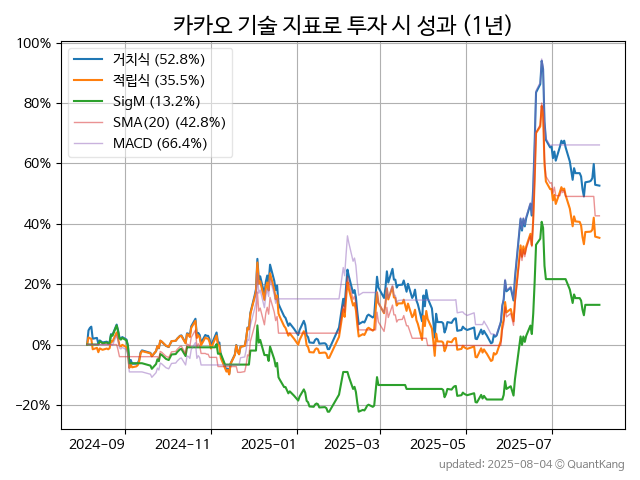 카카오 기술 지표로 투자 시 성과 (1년)
100%
80%
60%
40%
20%
0%
−20%
거치식 (52.8%)
적립식 (35.5%)
SigM (13.2%)
SMA(20) (42.8%)
MACD (66.4%)
2024-09
2024-11
2025-01
2025-03
2025-05
2025-07
updated: 2025-08-04 © QuantKang